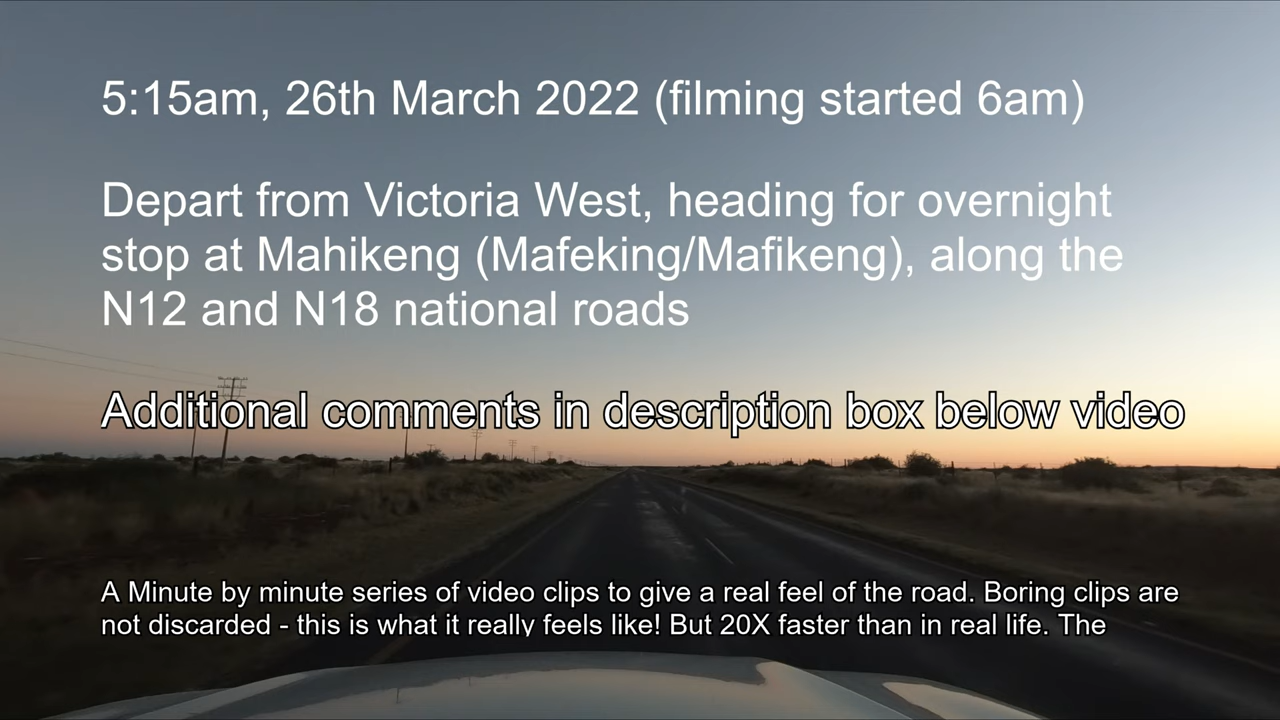 5:15am, 26th March 2022 (filming started 6am)
Depart from Victoria West, heading for overnight
stop at Mahikeng (Mafeking/Mafikeng), along the
N12 and N18 national roads
Additional comments in description box below video
A Minute by minute series of video clips to give a real feel of the road. Boring clips are
not discarded - this is what it really feels like! But 20X faster than in real life. The